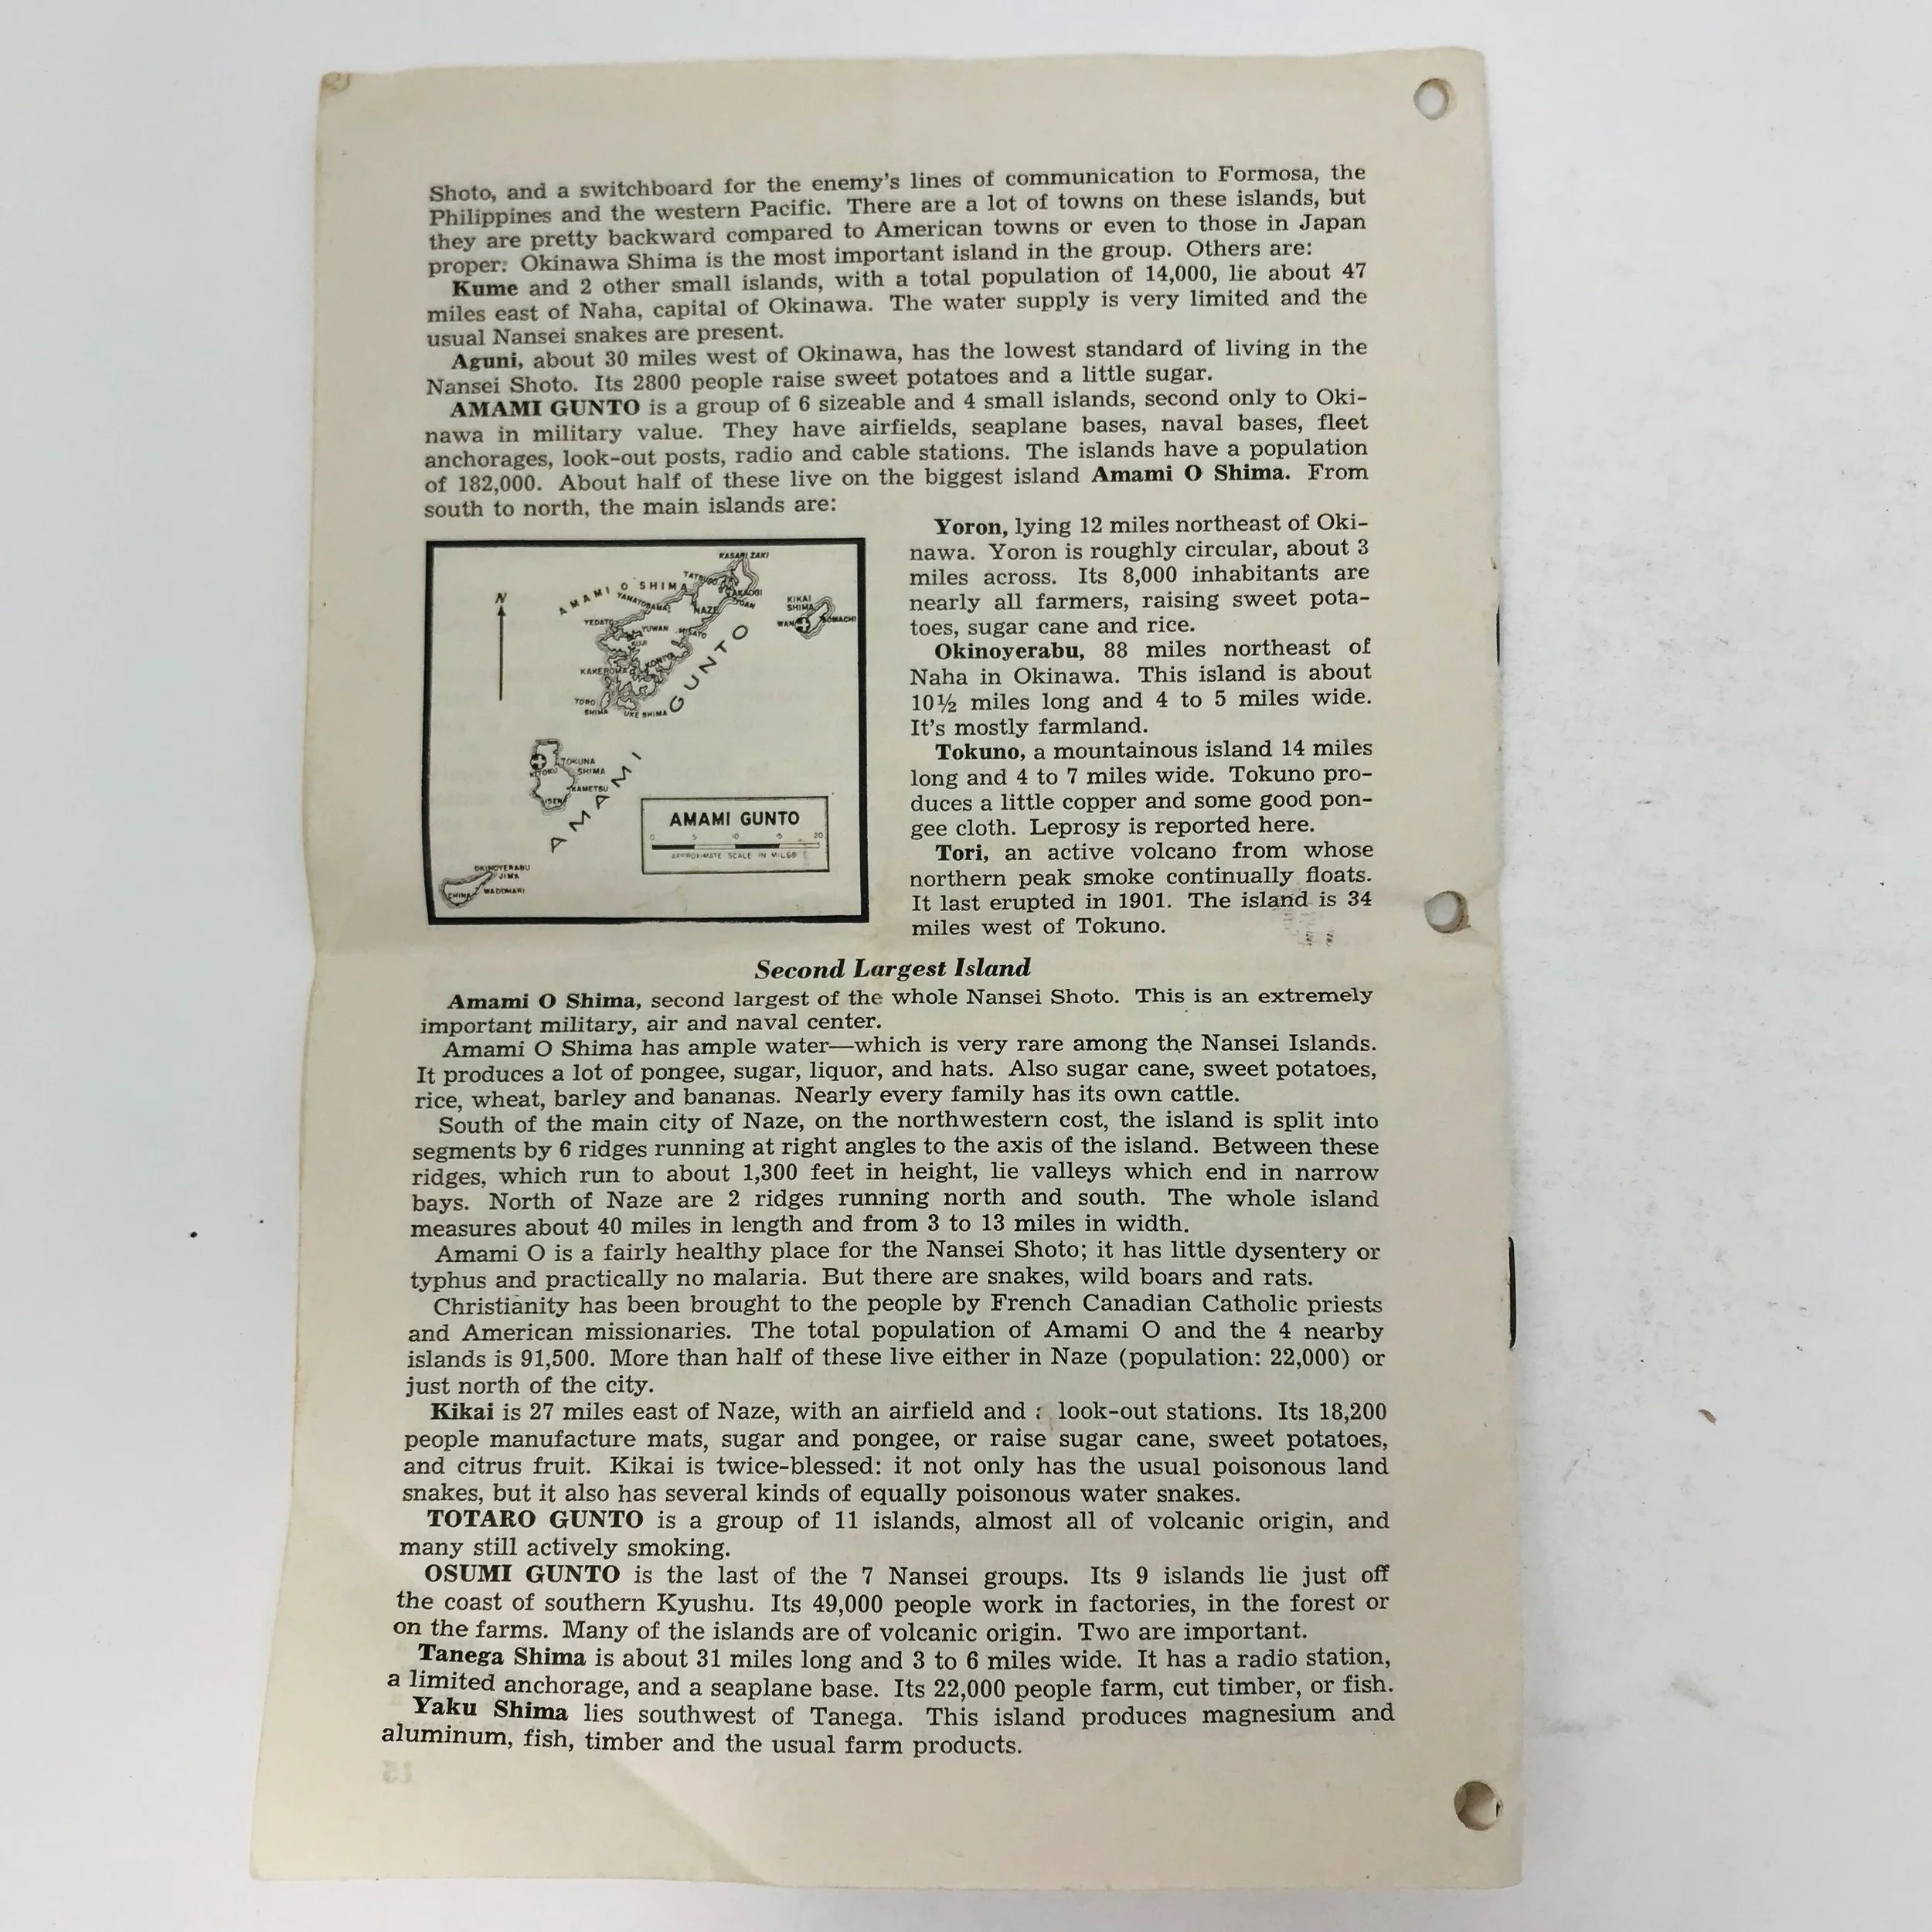 Shoto, and a switchboard for the enemy's lines of communication to Formosa, the
Philippines and the western Pacific. There are a lot of towns on these islands, but
they are pretty backward compared to American towns or even to those in Japan
proper. Okinawa Shima is the most important island in the group. Others are:
Kume and 2 other small islands, with a total population of 14,000, lie about 47
miles east of Naha, capital of Okinawa. The water supply is very limited and the
usual Nansei snakes are present.
Aguni, about 30 miles west of Okinawa, has the lowest standard of living in the
Nansei Shoto. Its 2800 people raise sweet potatoes and a little sugar.
AMAMI GUNTO is a group of 6 sizeable and 4 small islands, second only to Oki-
nawa in military value. They have airfields, seaplane bases, naval bases, fleet
anchorages, look-out posts, radio and cable stations. The islands have a population
of 182,000. About half of these live on the biggest island Amami O Shima. From
south to north, the main islands are:
KASARI ZAKI
AMAMI O SHIMA
N
KIKAI
SHIMA
WAN
NAZE
YEDATO
YUWAN
MISATO
KONIYA
YORO
SHIMA
UKE SHIMA
TOKUNA
SHIMA
KAMETSU
ISEN
AMAMI GUNTO
AMAMI GUNTO
0 5 10 15 20
APPROXIMATE SCALE IN MILES
OKINOYERABU
JIMA
CHINA
WADOMARI
Yoron, lying 12 miles northeast of Oki-
nawa. Yoron is roughly circular, about 3
miles across. Its 8,000 inhabitants are
nearly all farmers, raising sweet pota-
toes, sugar cane and rice.
Okinoyerabu, 88 miles northeast of
Naha in Okinawa. This island is about
10½ miles long and 4 to 5 miles wide.
It's mostly farmland.
Tokuno, a mountainous island 14 miles
long and 4 to 7 miles wide. Tokuno pro-
duces a little copper and some good pon-
gee cloth. Leprosy is reported here.
Tori, an active volcano from whose
northern peak smoke continually floats.
It last erupted in 1901. The island is 34
miles west of Tokuno.
Second Largest Island
Amami O Shima, second largest of the whole Nansei Shoto. This is an extremely
important military, air and naval center.
Amami O Shima has ample water—which is very rare among the Nansei Islands.
It produces a lot of pongee, sugar, liquor, and hats. Also sugar cane, sweet potatoes,
rice, wheat, barley and bananas. Nearly every family has its own cattle.
South of the main city of Naze, on the northwestern cost, the island is split into
segments by 6 ridges running at right angles to the axis of the island. Between these
ridges, which run to about 1,300 feet in height, lie valleys which end in narrow
bays. North of Naze are 2 ridges running north and south. The whole island
measures about 40 miles in length and from 3 to 13 miles in width.
Amami O is a fairly healthy place for the Nansei Shoto; it has little dysentery or
typhus and practically no malaria. But there are snakes, wild boars and rats.
Christianity has been brought to the people by French Canadian Catholic priests
and American missionaries. The total population of Amami O and the 4 nearby
islands is 91,500. More than half of these live either in Naze (population: 22,000) or
just north of the city.
Kikai is 27 miles east of Naze, with an airfield and look-out stations. Its 18,200
people manufacture mats, sugar and pongee, or raise sugar cane, sweet potatoes,
and citrus fruit. Kikai is twice-blessed: it not only has the usual poisonous land
snakes, but it also has several kinds of equally poisonous water snakes.
TOTARO GUNTO is a group of 11 islands, almost all of volcanic origin, and
many still actively smoking.
OSUMI GUNTO is the last of the 7 Nansei groups. Its 9 islands lie just off
the coast of southern Kyushu. Its 49,000 people work in factories, in the forest or
on the farms. Many of the islands are of volcanic origin. Two are important.
Tanega Shima is about 31 miles long and 3 to 6 miles wide. It has a radio station,
a limited anchorage, and a seaplane base. Its 22,000 people farm, cut timber, or fish.
Yaku Shima lies southwest of Tanega. This island produces magnesium and
aluminum, fish, timber and the usual farm products.